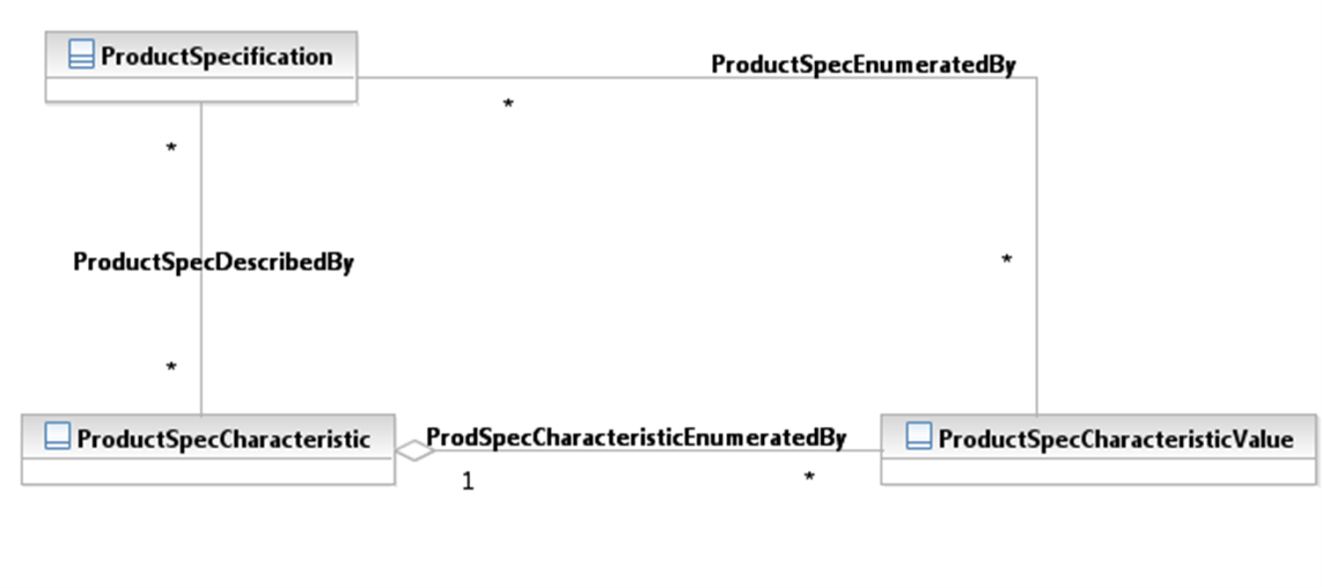 ProductSpecification
ProductSpecEnumeratedBy
*
*
ProductSpecDescribedBy
*
*
ProductSpecCharacteristic
ProdSpecCharacteristicEnumeratedBy
ProductSpecCharacteristicValue
1
*